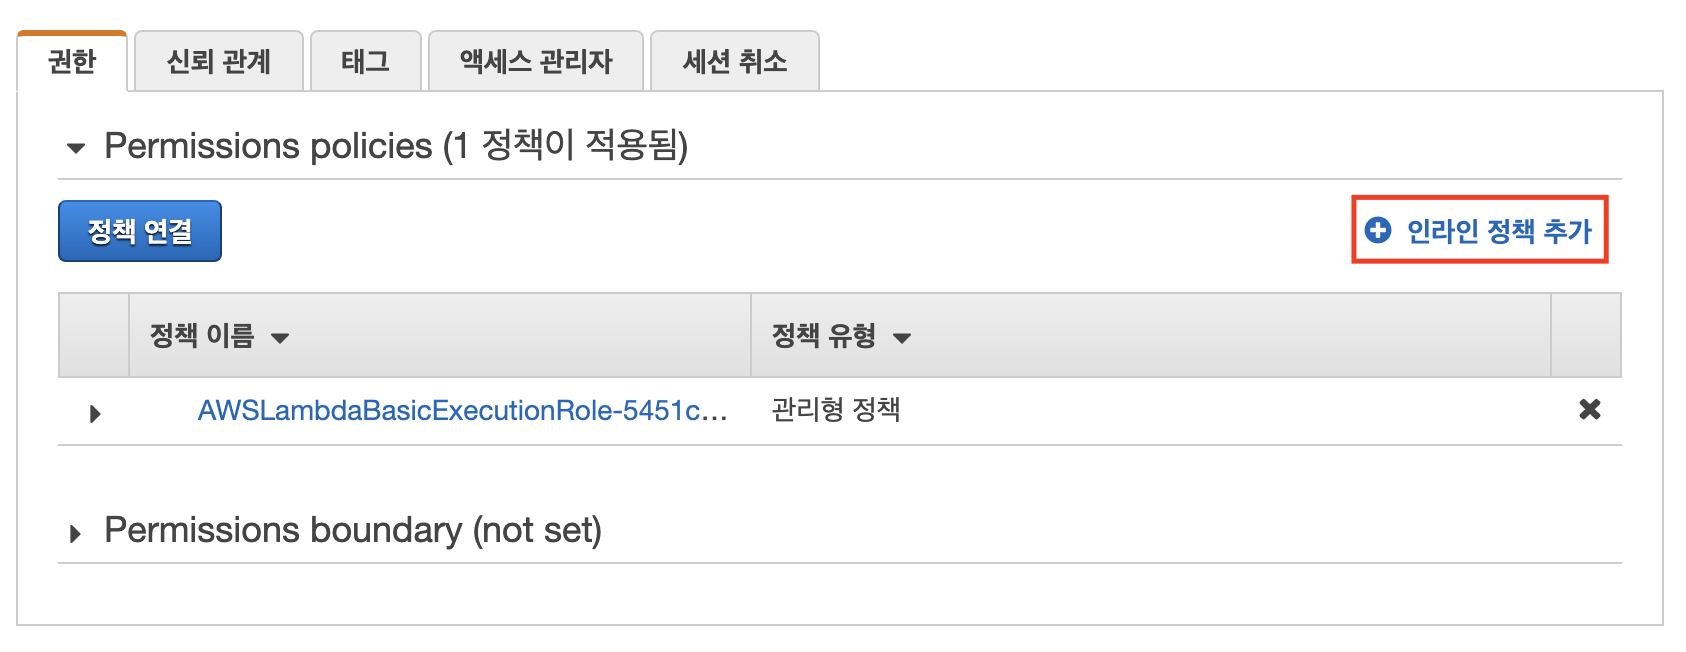 권한 신뢰 관계 태그 액세스 관리자 세션 취소
Permissions policies (1 정책이 적용됨)
정책 연결 인라인 정책 추가
정책 이름 정책 유형
AWSLambdaBasicExecutionRole-5451c... 관리형 정책
Permissions boundary (not set)